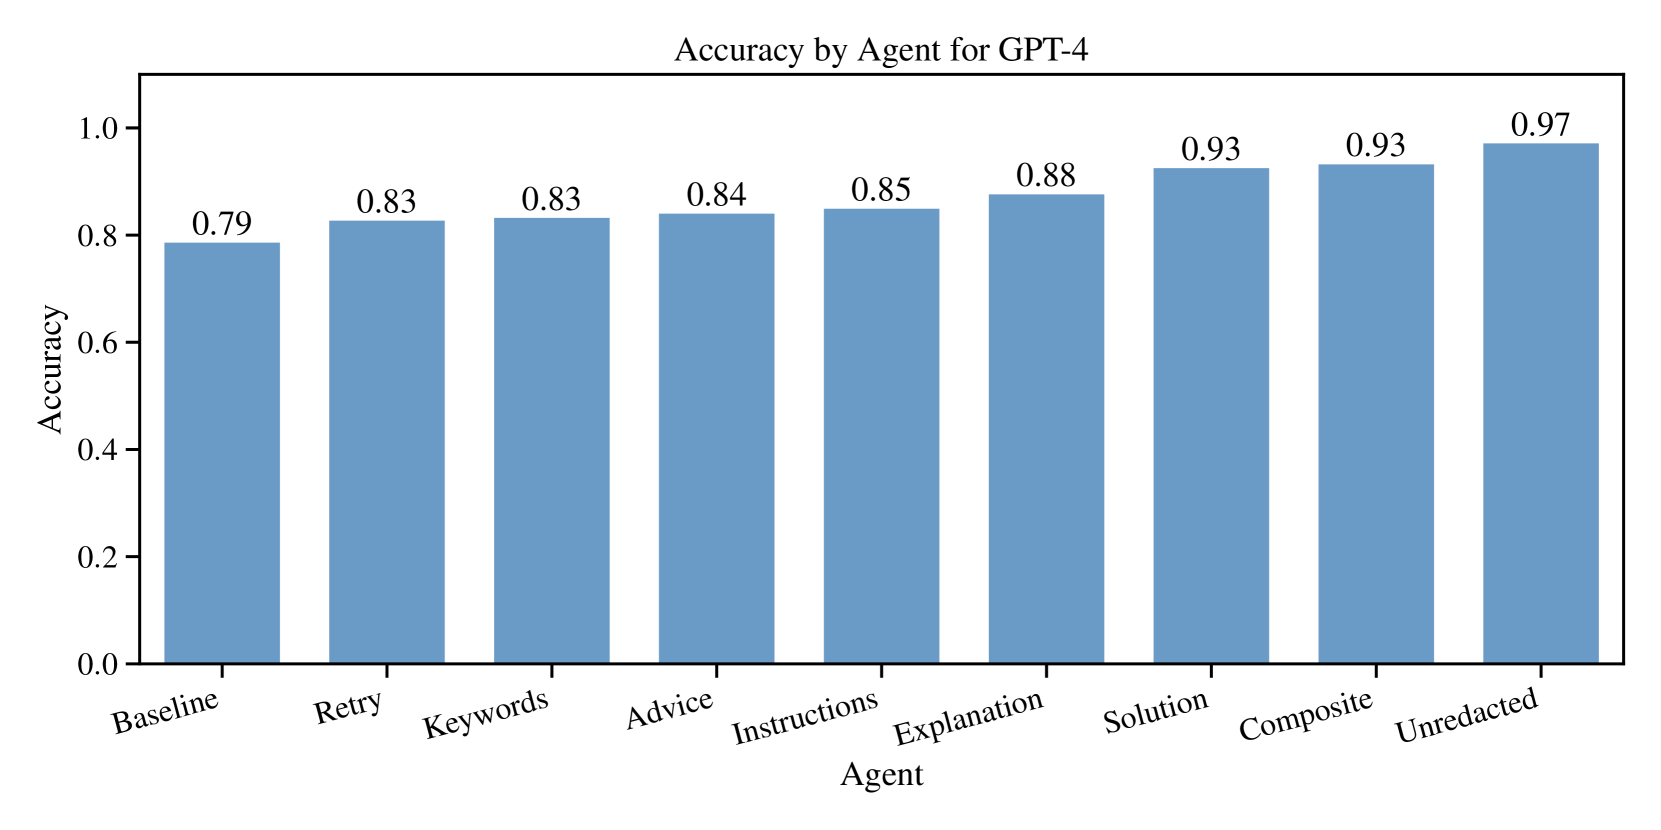 Accuracy by Agent for GPT-4
1.0
0.8
0.6
0.4
0.2
0.0
Accuracy
0.79
0.83
0.83
0.84
0.85
0.88
0.93
0.93
0.97
Baseline
Retry
Keywords
Advice
Instructions
Explanation
Solution
Composite
Unredacted
Agent